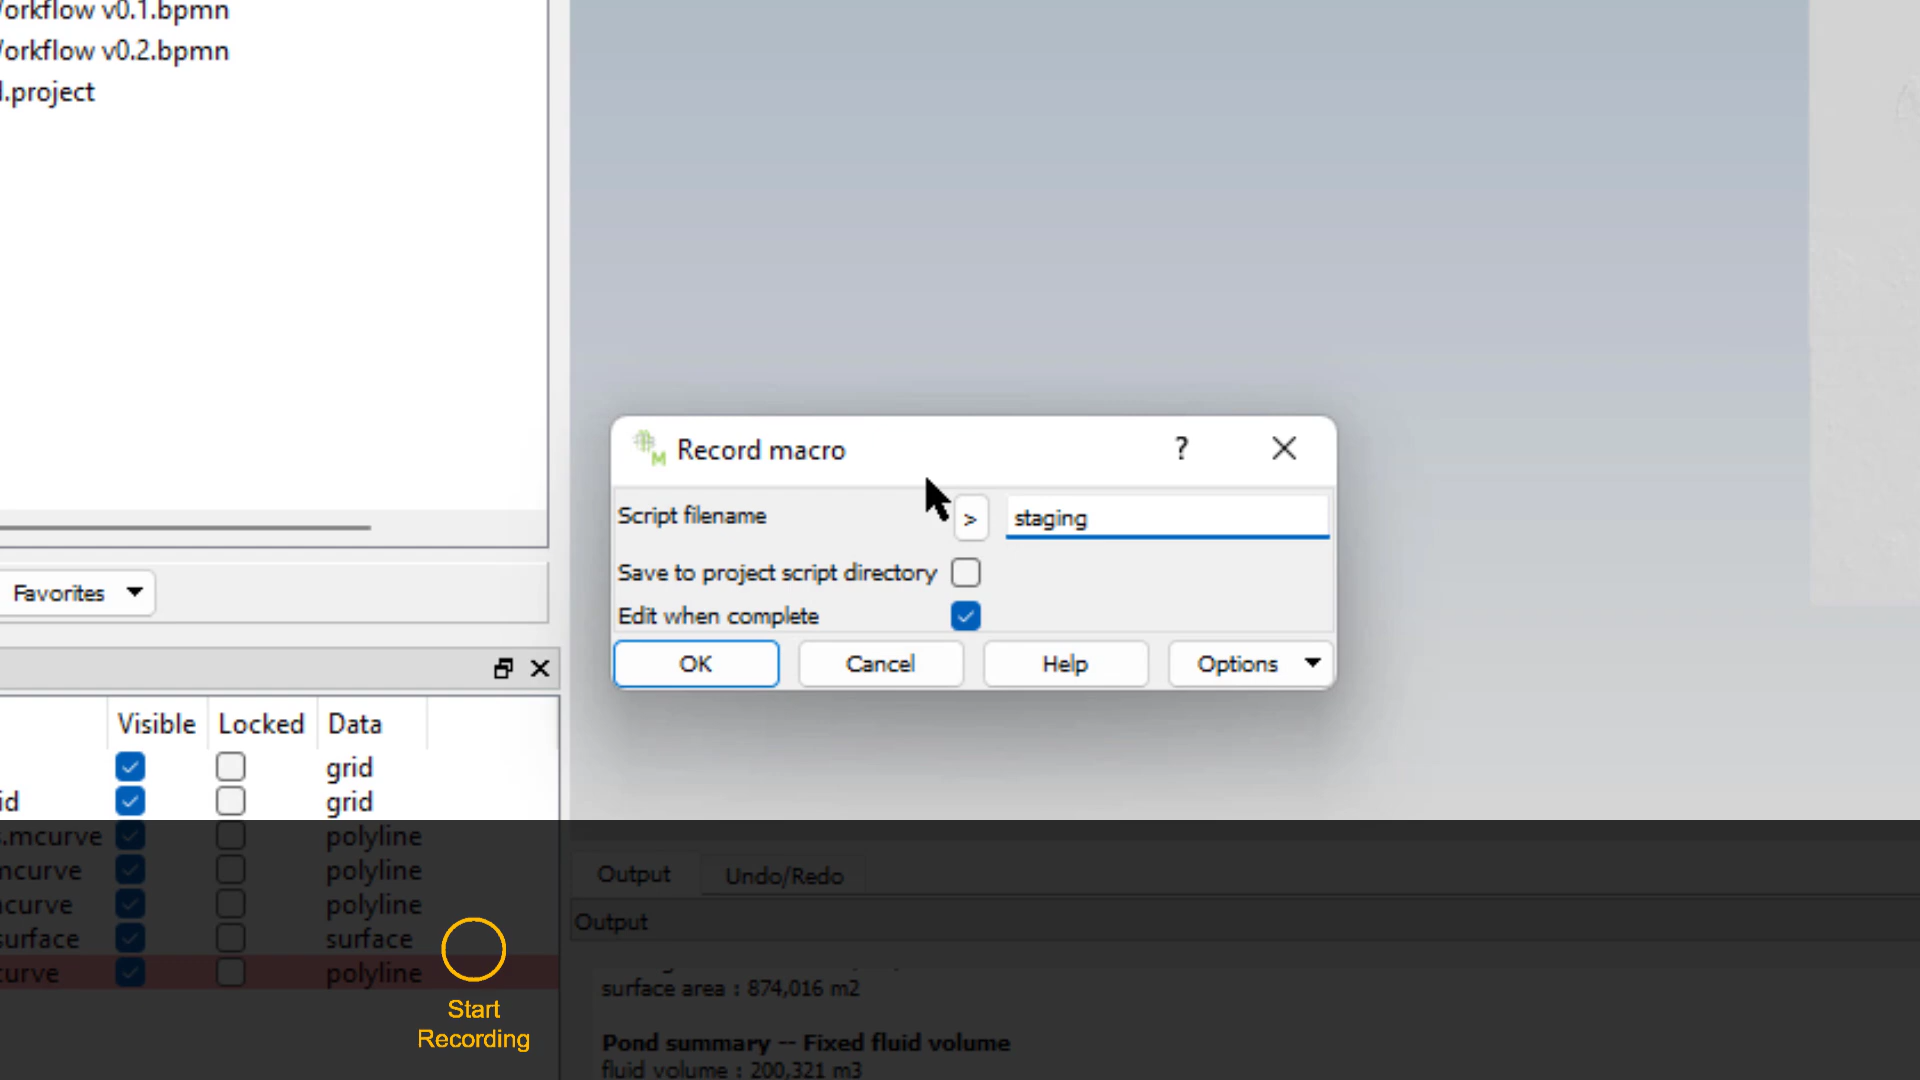 orkflow v0.1.bpmn
orkflow v0.2.bpmn
.project
Record macro
?
Script filename > staging
Save to project script directory
Edit when complete
OK Cancel Help Options
Favorites
Visible Locked Data
grid
id grid
.mcurve polyline
mcurve polyline
curve polyline
surface surface
curve polyline
Start
Recording
Output Undo/Redo
Output
surface area : 874,016 m2
Pond summary -- Fixed fluid volume
fluid volume : 200,321 m3